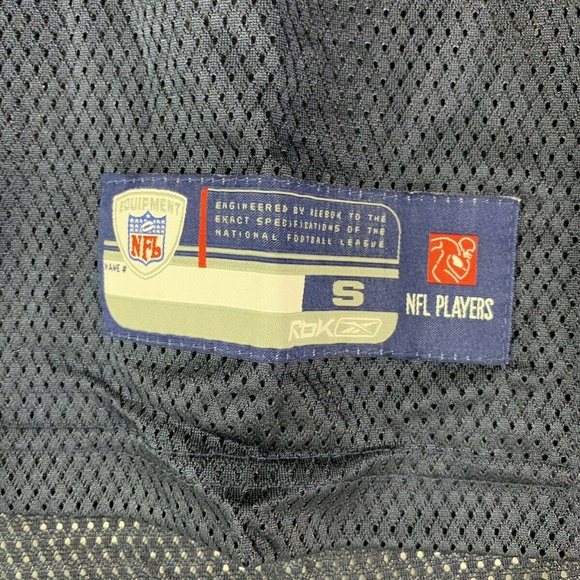 EQUIPMENT
NFL
NAME #
ENGINEERED BY REEBOK TO THE
EXACT SPECIFICATIONS OF THE
NATIONAL FOOTBALL LEAGUE
S
RbK
NFL PLAYERS